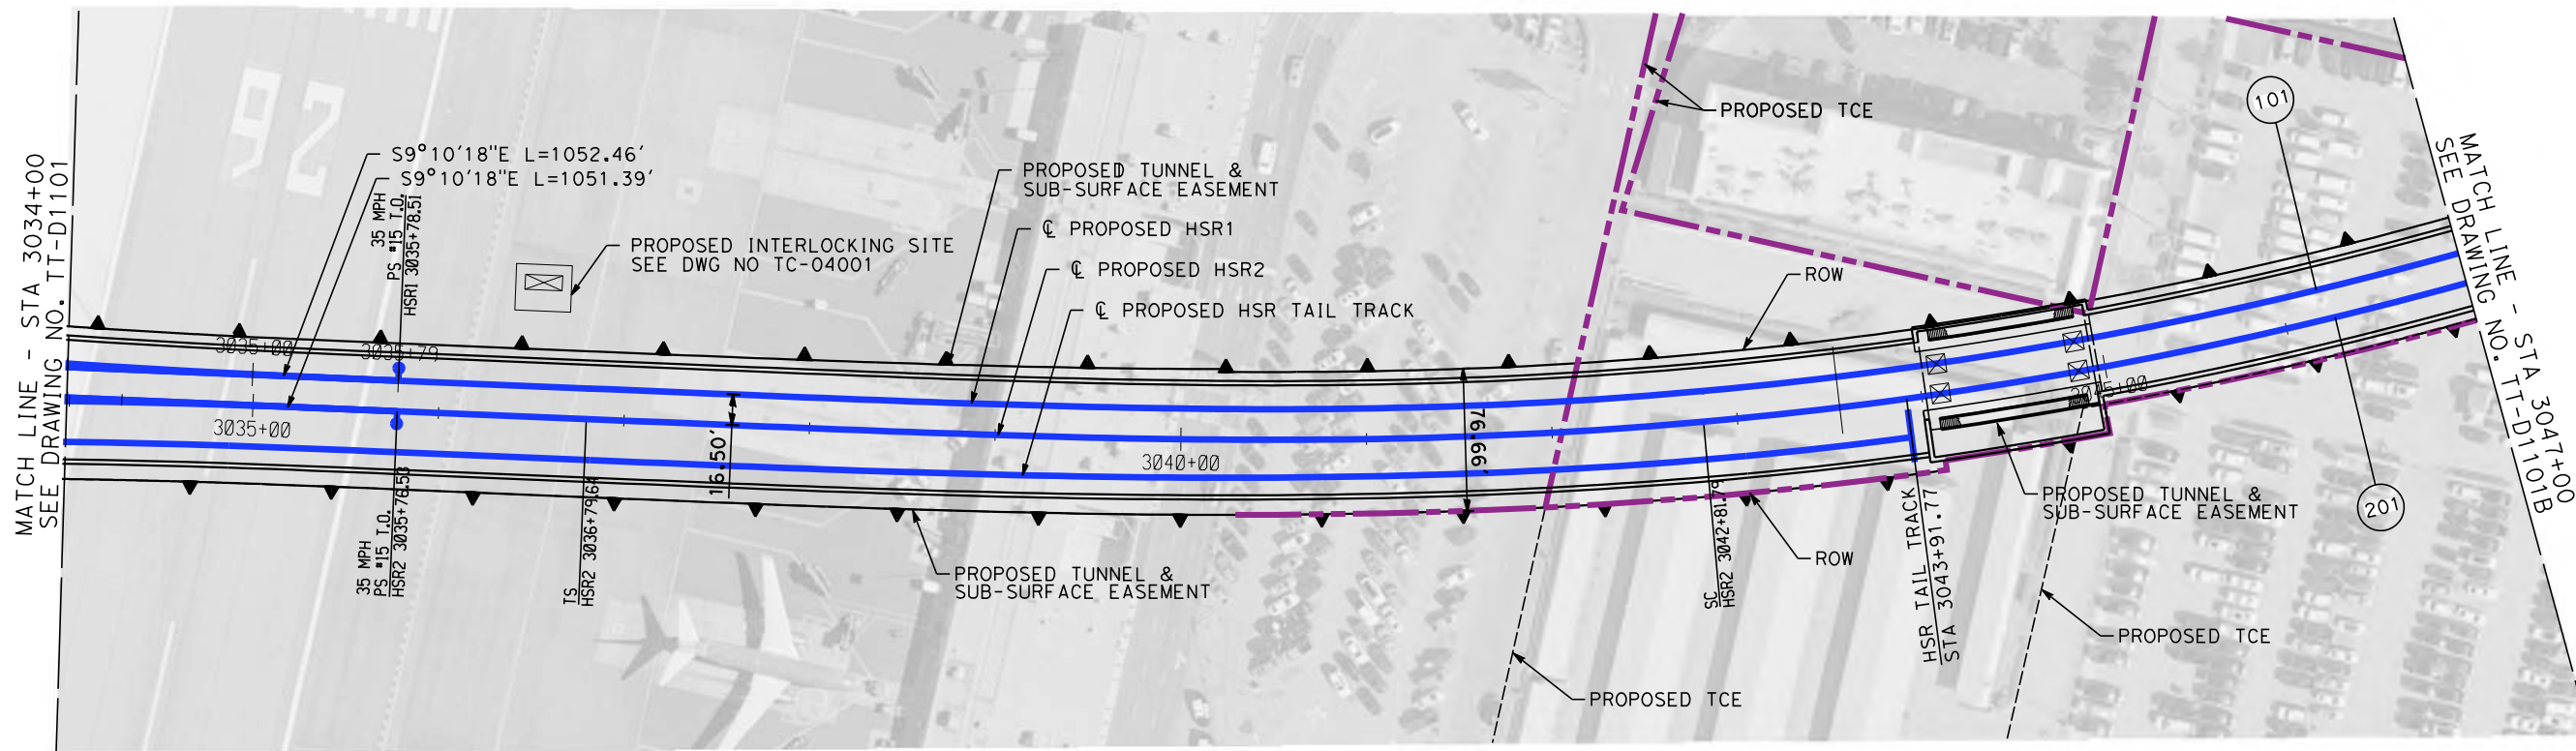 MATCH LINE - STA 3034+00
SEE DRAWING NO. TT-D1101
26
S9°10'18"E L=1052.46'
S9°10'18"E L=1051.39'
35 MPH
PS #15 T.O.
HSR1 3035+78.51
PROPOSED INTERLOCKING SITE
SEE DWG NO TC-04001
PROPOSED TUNNEL &
SUB-SURFACE EASEMENT
℄ PROPOSED HSR1
℄ PROPOSED HSR2
℄ PROPOSED HSR TAIL TRACK
PROPOSED TCE
ROW
101
MATCH LINE - STA 3047+00
SEE DRAWING NO. TT-D1101B
3035+00
3035+79
3035+00
16.50'
3040+00
76.66'
3045+00
35 MPH
PS #15 T.O.
HSR2 3035+76.53
TS
HSR2 3036+79.64
PROPOSED TUNNEL &
SUB-SURFACE EASEMENT
SC
HSR2 3042+81.79
ROW
HSR TAIL TRACK
STA 3043+91.77
PROPOSED TUNNEL &
SUB-SURFACE EASEMENT
201
PROPOSED TCE
PROPOSED TCE